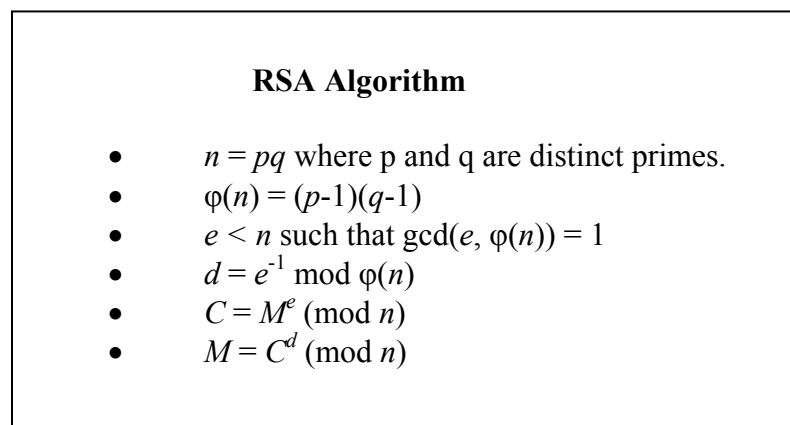 RSA Algorithm
• n = pq where p and q are distinct primes.
• φ(n) = (p-1)(q-1)
• e < n such that gcd(e, φ(n)) = 1
• d = e⁻¹ mod φ(n)
• C = Mᵉ (mod n)
• M = Cᵈ (mod n)